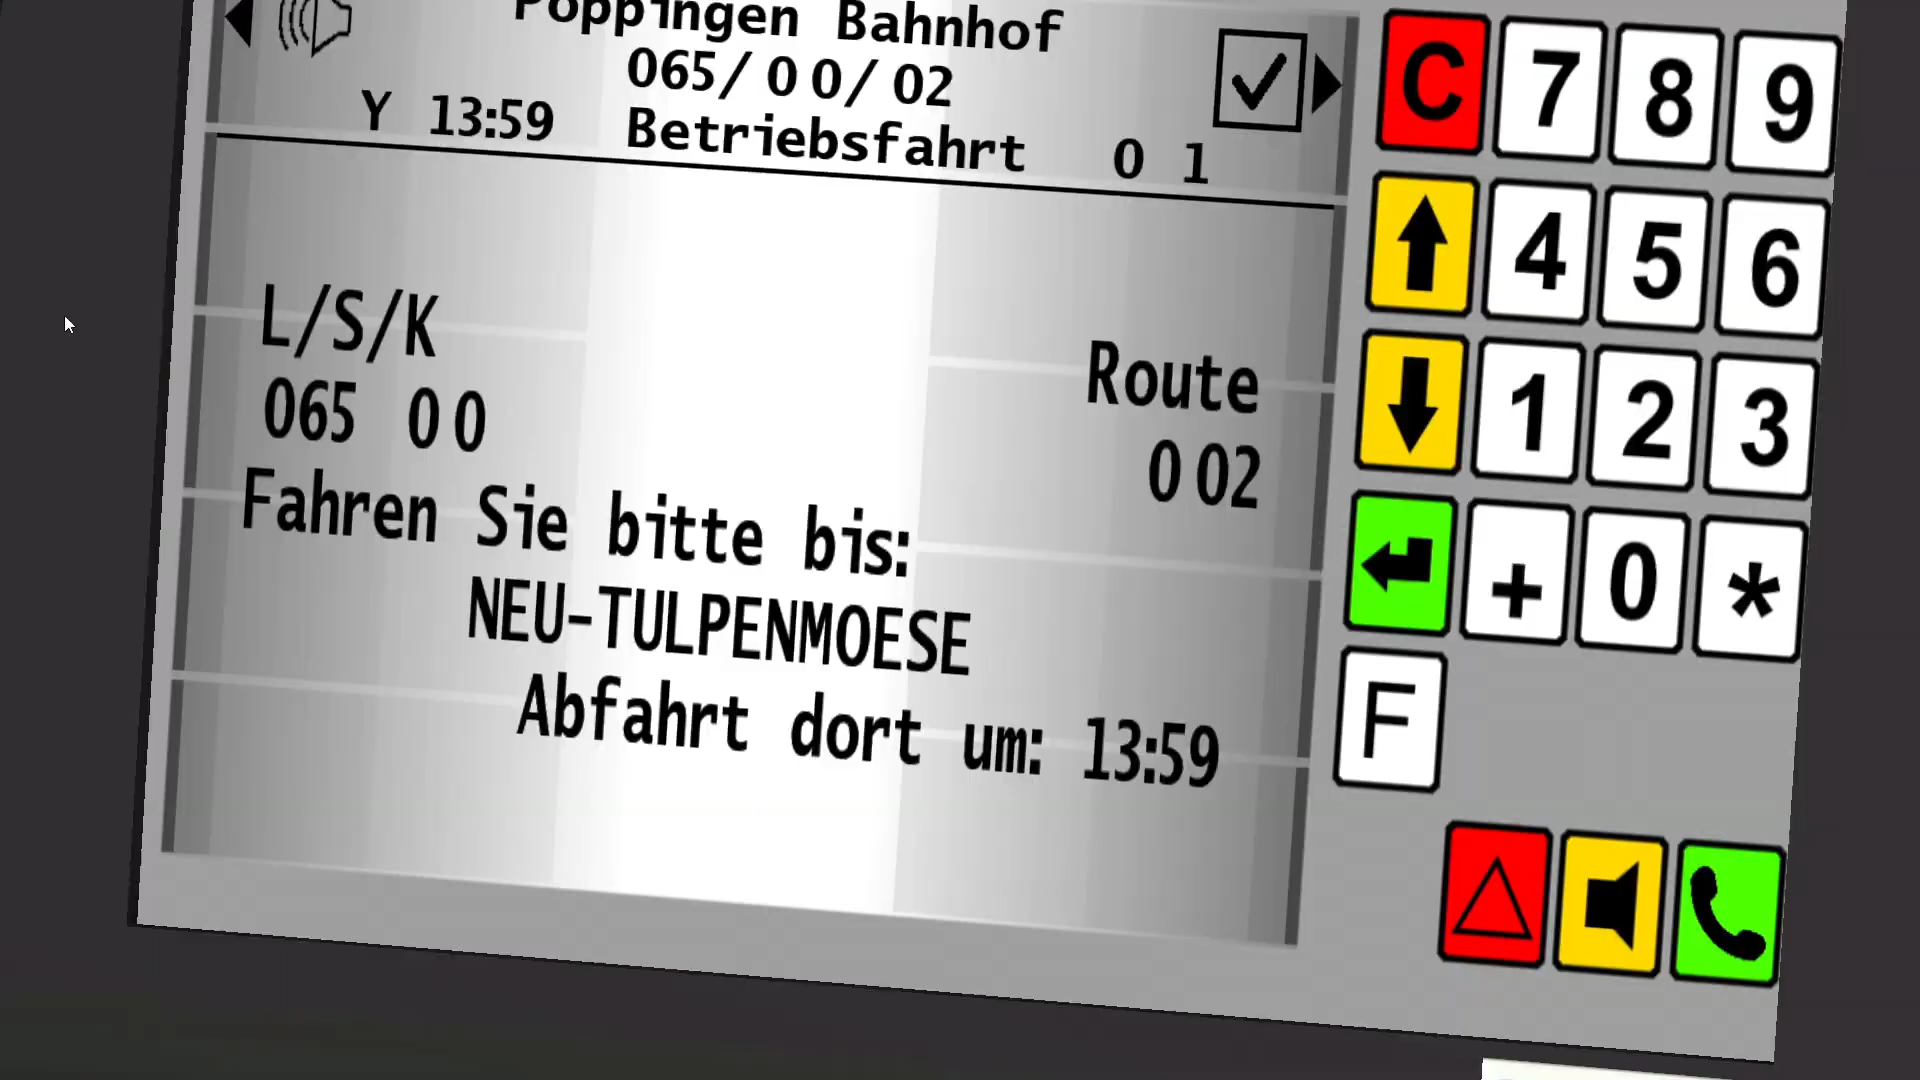 Poppingen Bahnhof
065/00/02
Y 13:59 Betriebsfahrt 0 1
L/S/K
Route
065 00
002
Fahren Sie bitte bis:
NEU-TULPENMOESE
Abfahrt dort um: 13:59
C 7 8 9
4 5 6
1 2 3
+ 0 *
F